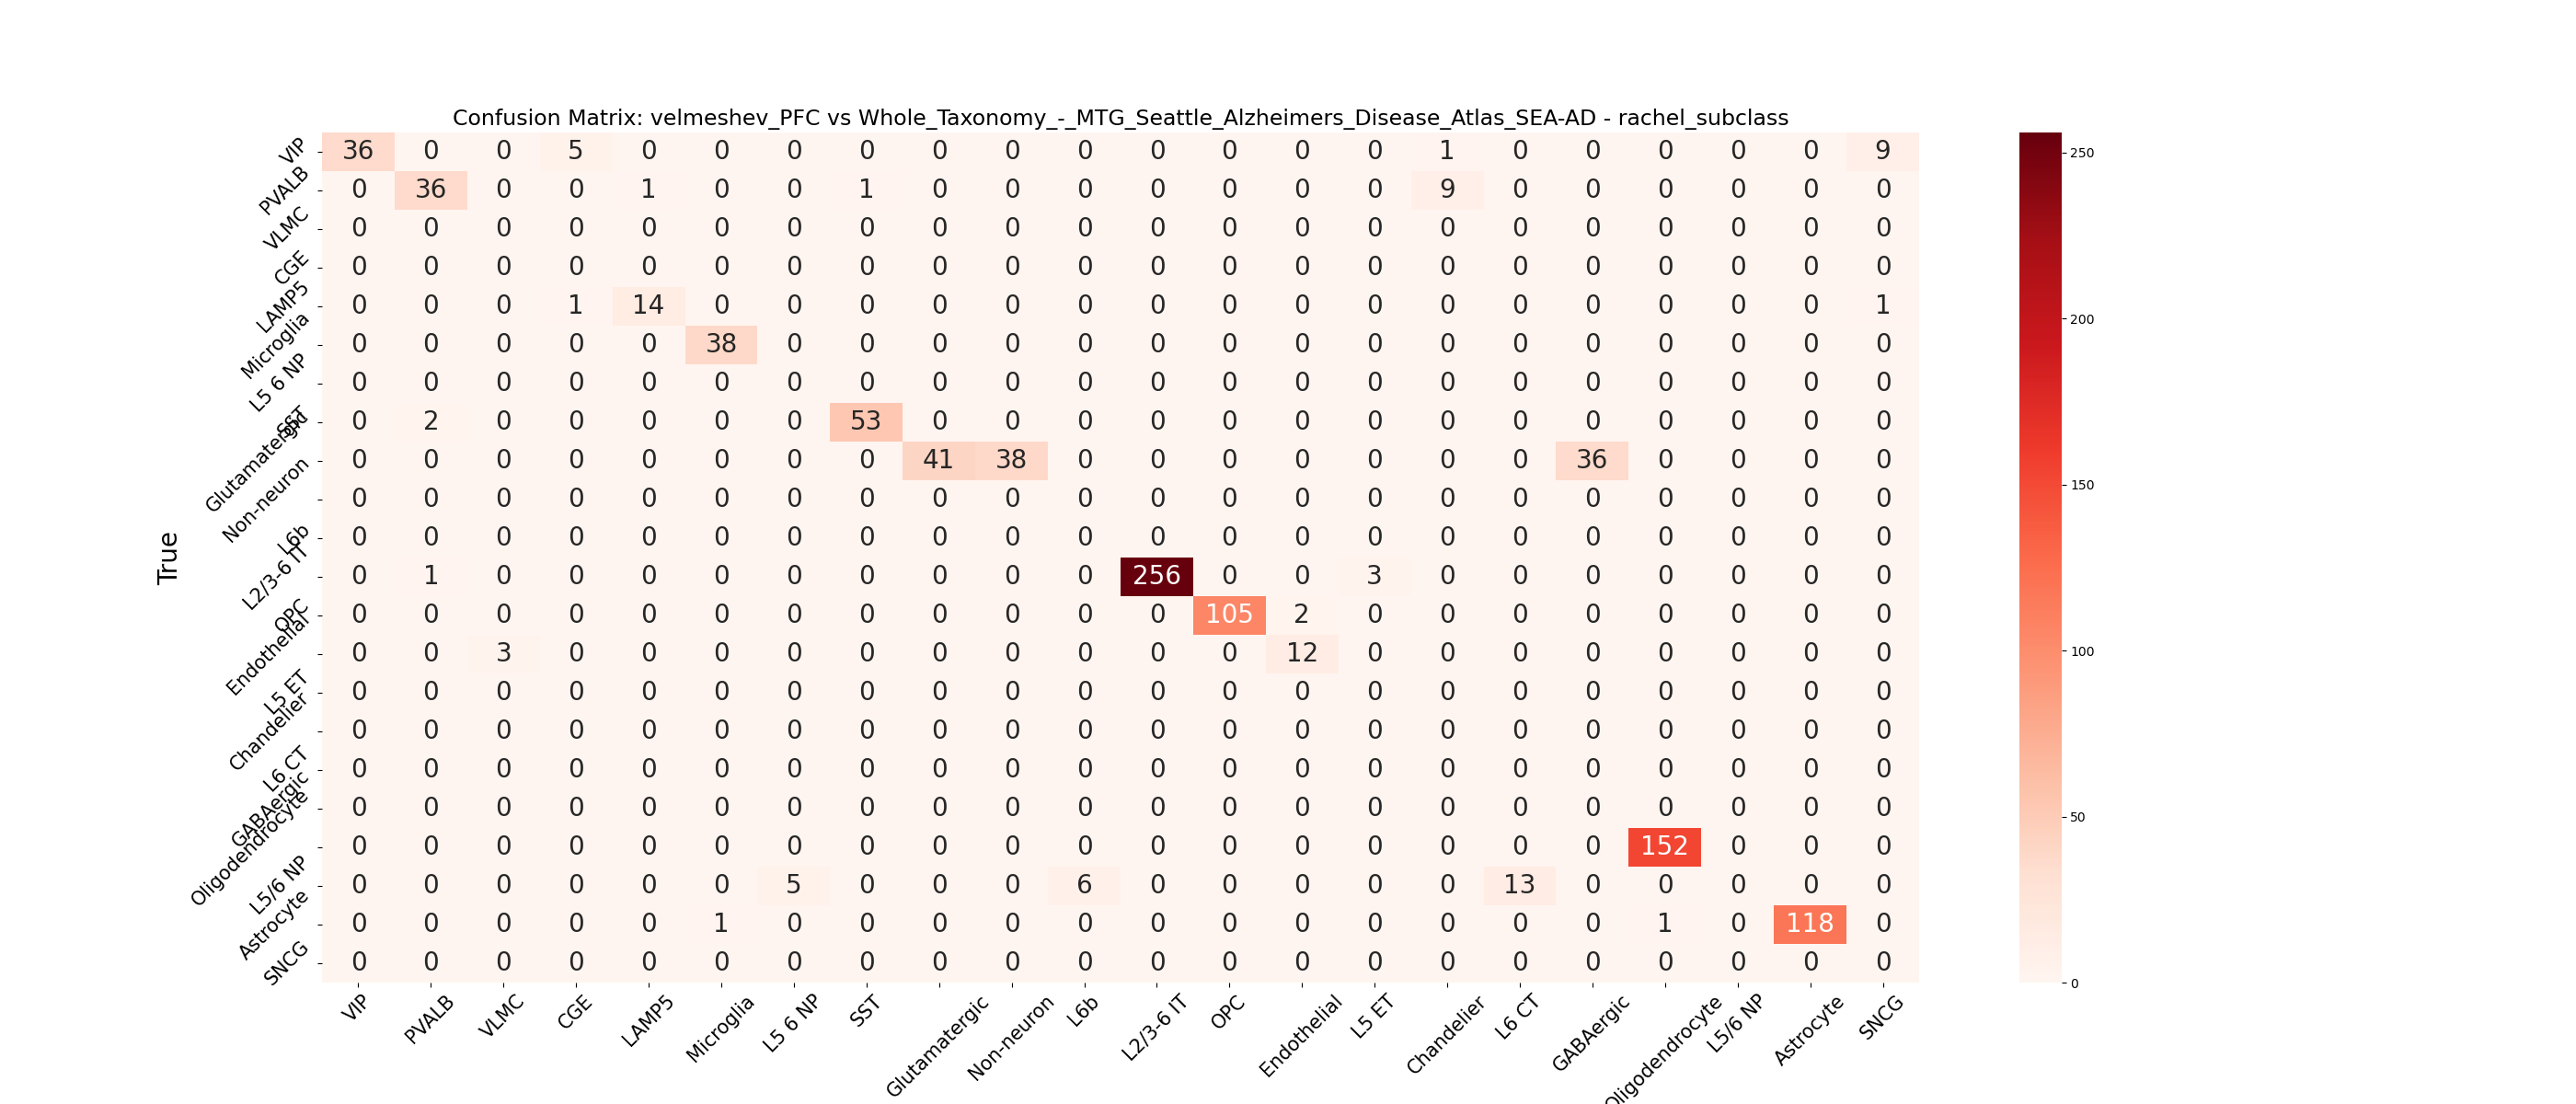 Confusion Matrix: velmeshev_PFC vs Whole_Taxonomy_-_MTG_Seattle_Alzheimers_Disease_Atlas_SEA-AD - rachel_subclass
True
VIP 36 0 0 5 0 0 0 0 0 0 0 0 0 0 0 1 0 0 0 0 0 9
PVALB 0 36 0 0 1 0 0 1 0 0 0 0 0 0 0 9 0 0 0 0 0 0
VLMC 0 0 0 0 0 0 0 0 0 0 0 0 0 0 0 0 0 0 0 0 0 0
CGE 0 0 0 0 0 0 0 0 0 0 0 0 0 0 0 0 0 0 0 0 0 0
LAMP5 0 0 0 1 14 0 0 0 0 0 0 0 0 0 0 0 0 0 0 0 0 1
Microglia 0 0 0 0 0 38 0 0 0 0 0 0 0 0 0 0 0 0 0 0 0 0
L5 6 NP 0 0 0 0 0 0 0 0 0 0 0 0 0 0 0 0 0 0 0 0 0 0
SST 0 2 0 0 0 0 0 53 0 0 0 0 0 0 0 0 0 0 0 0 0 0
Glutamatergic 0 0 0 0 0 0 0 0 41 38 0 0 0 0 0 0 0 36 0 0 0 0
Non-neuron 0 0 0 0 0 0 0 0 0 0 0 0 0 0 0 0 0 0 0 0 0 0
L6b 0 0 0 0 0 0 0 0 0 0 0 0 0 0 0 0 0 0 0 0 0 0
L2/3-6 IT 0 1 0 0 0 0 0 0 0 0 0 256 0 0 3 0 0 0 0 0 0 0
OPC 0 0 0 0 0 0 0 0 0 0 0 0 105 2 0 0 0 0 0 0 0 0
Endothelial 0 0 3 0 0 0 0 0 0 0 0 0 0 12 0 0 0 0 0 0 0 0
L5 ET 0 0 0 0 0 0 0 0 0 0 0 0 0 0 0 0 0 0 0 0 0 0
Chandelier 0 0 0 0 0 0 0 0 0 0 0 0 0 0 0 0 0 0 0 0 0 0
L6 CT 0 0 0 0 0 0 0 0 0 0 0 0 0 0 0 0 0 0 0 0 0 0
GABAergic 0 0 0 0 0 0 0 0 0 0 0 0 0 0 0 0 0 0 0 0 0 0
Oligodendrocyte 0 0 0 0 0 0 0 0 0 0 0 0 0 0 0 0 0 0 152 0 0 0
L5/6 NP 0 0 0 0 0 0 5 0 0 0 6 0 0 0 0 0 13 0 0 0 0 0
Astrocyte 0 0 0 0 0 1 0 0 0 0 0 0 0 0 0 0 0 0 1 0 118 0
SNCG 0 0 0 0 0 0 0 0 0 0 0 0 0 0 0 0 0 0 0 0 0 0
VIP PVALB VLMC CGE LAMP5 Microglia L5 6 NP SST Glutamatergic Non-neuron L6b L2/3-6 IT OPC Endothelial L5 ET Chandelier L6 CT GABAergic Oligodendrocyte L5/6 NP Astrocyte SNCG
250
200
150
100
50
0